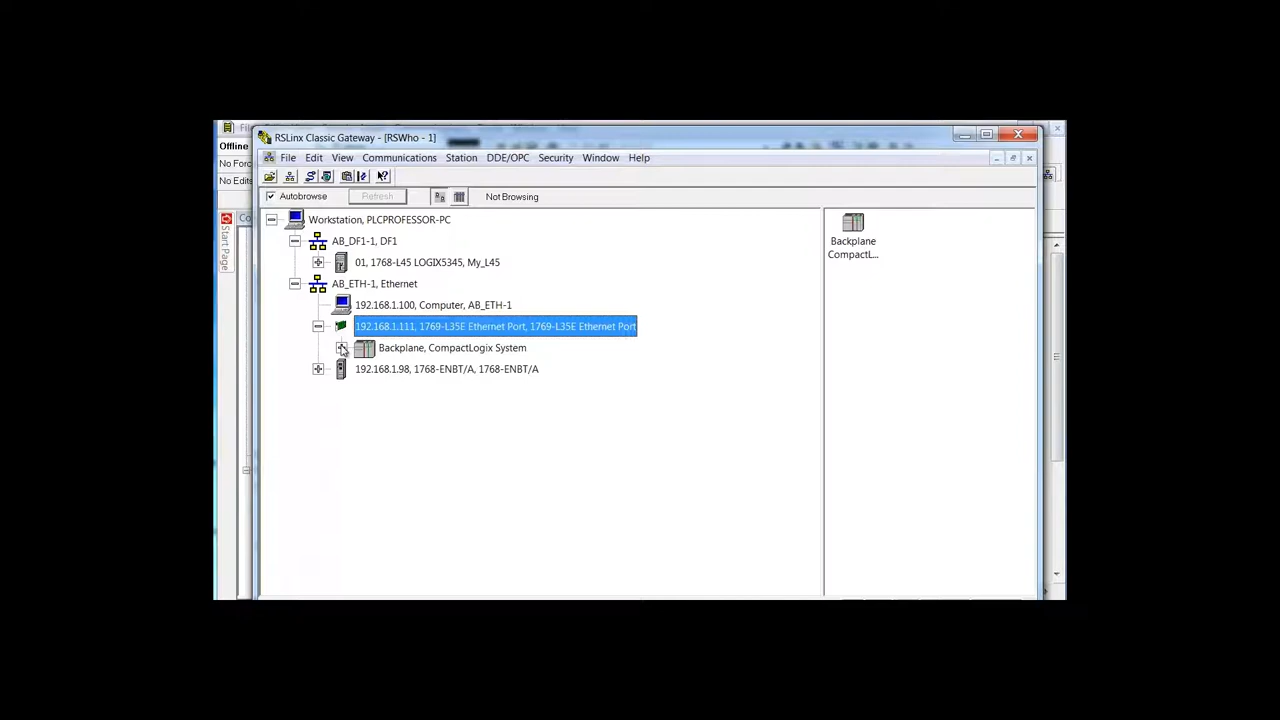 RSLinx Classic Gateway - [RSWho - 1]
Offline
File Edit View Communications Station DDE/OPC Security Window Help
No Forc
No Edits
Autobrowse Refresh Not Browsing
Start Page
Co
Workstation, PLCPROFESSOR-PC
AB_DF1-1, DF1
01, 1768-L45 LOGIX5345, My_L45
AB_ETH-1, Ethernet
192.168.1.100, Computer, AB_ETH-1
192.168.1.111, 1769-L35E Ethernet Port, 1769-L35E Ethernet Port
Backplane, CompactLogix System
192.168.1.98, 1768-ENBT/A, 1768-ENBT/A
Backplane
CompactL...